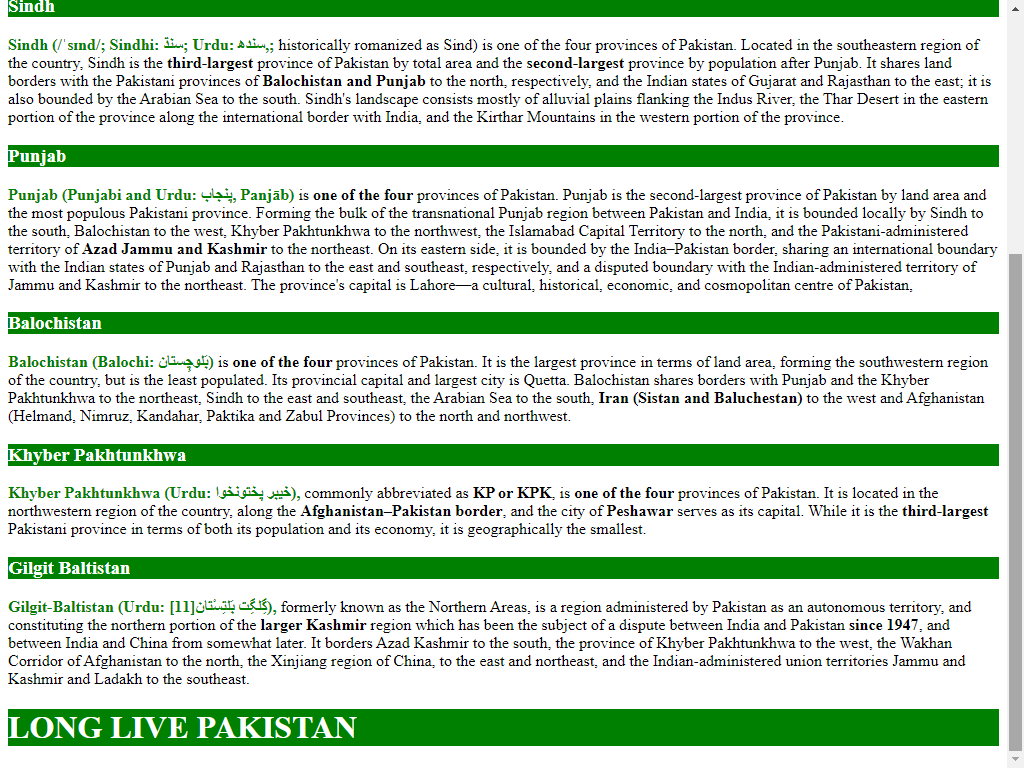 Sindh
Sindh (/ˈsɪnd/; Sindhi: سنڌ; Urdu: سندھ,; historically romanized as Sind) is one of the four provinces of Pakistan. Located in the southeastern region of
the country, Sindh is the third-largest province of Pakistan by total area and the second-largest province by population after Punjab. It shares land
borders with the Pakistani provinces of Balochistan and Punjab to the north, respectively, and the Indian states of Gujarat and Rajasthan to the east; it is
also bounded by the Arabian Sea to the south. Sindh's landscape consists mostly of alluvial plains flanking the Indus River, the Thar Desert in the eastern
portion of the province along the international border with India, and the Kirthar Mountains in the western portion of the province.
Punjab
Punjab (Punjabi and Urdu: پنجاب, Panjāb) is one of the four provinces of Pakistan. Punjab is the second-largest province of Pakistan by land area and
the most populous Pakistani province. Forming the bulk of the transnational Punjab region between Pakistan and India, it is bounded locally by Sindh to
the south, Balochistan to the west, Khyber Pakhtunkhwa to the northwest, the Islamabad Capital Territory to the north, and the Pakistani-administered
territory of Azad Jammu and Kashmir to the northeast. On its eastern side, it is bounded by the India–Pakistan border, sharing an international boundary
with the Indian states of Punjab and Rajasthan to the east and southeast, respectively, and a disputed boundary with the Indian-administered territory of
Jammu and Kashmir to the northeast. The province's capital is Lahore—a cultural, historical, economic, and cosmopolitan centre of Pakistan,
Balochistan
Balochistan (Balochi: بَلۏچِستان) is one of the four provinces of Pakistan. It is the largest province in terms of land area, forming the southwestern region
of the country, but is the least populated. Its provincial capital and largest city is Quetta. Balochistan shares borders with Punjab and the Khyber
Pakhtunkhwa to the northeast, Sindh to the east and southeast, the Arabian Sea to the south, Iran (Sistan and Baluchestan) to the west and Afghanistan
(Helmand, Nimruz, Kandahar, Paktika and Zabul Provinces) to the north and northwest.
Khyber Pakhtunkhwa
Khyber Pakhtunkhwa (Urdu: خیبر پختونخوا), commonly abbreviated as KP or KPK, is one of the four provinces of Pakistan. It is located in the
northwestern region of the country, along the Afghanistan–Pakistan border, and the city of Peshawar serves as its capital. While it is the third-largest
Pakistani province in terms of both its population and its economy, it is geographically the smallest.
Gilgit Baltistan
Gilgit-Baltistan (Urdu: گِلگِت بَلتِسْتان[11]), formerly known as the Northern Areas, is a region administered by Pakistan as an autonomous territory, and
constituting the northern portion of the larger Kashmir region which has been the subject of a dispute between India and Pakistan since 1947, and
between India and China from somewhat later. It borders Azad Kashmir to the south, the province of Khyber Pakhtunkhwa to the west, the Wakhan
Corridor of Afghanistan to the north, the Xinjiang region of China, to the east and northeast, and the Indian-administered union territories Jammu and
Kashmir and Ladakh to the southeast.
LONG LIVE PAKISTAN